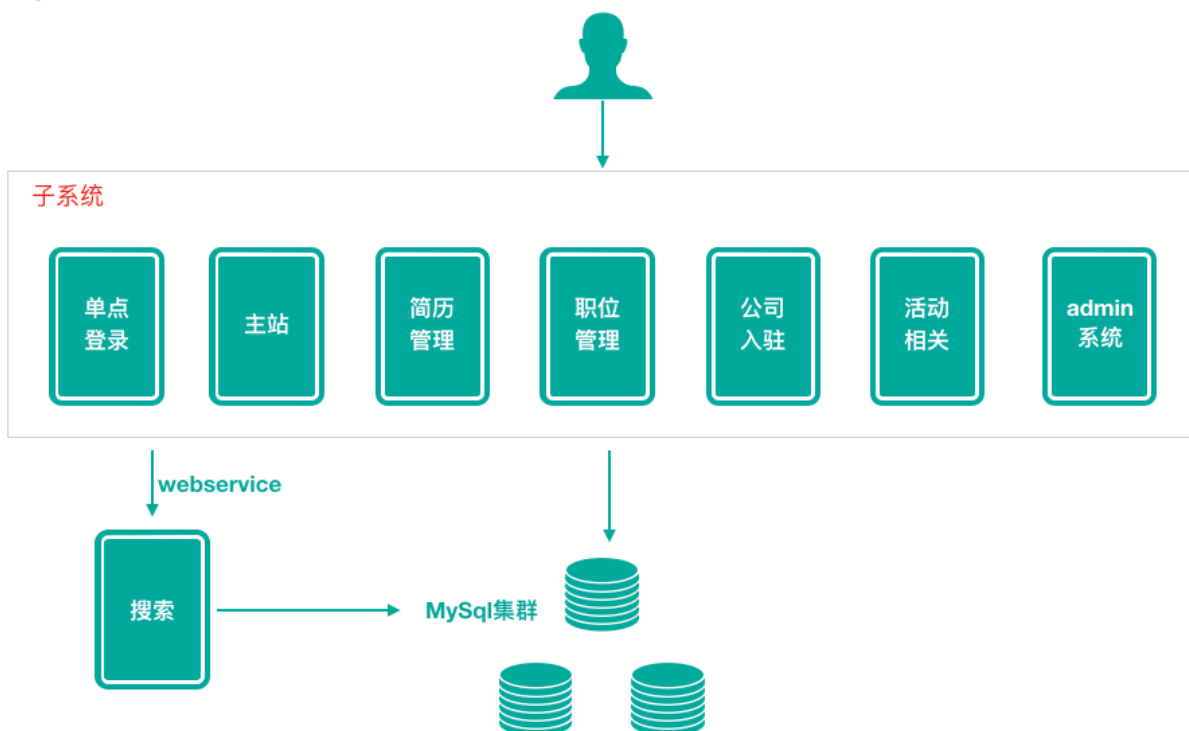 子系统
单点
登录
主站
简历
管理
职位
管理
公司
入驻
活动
相关
admin
系统
webservice
搜索
MySql集群